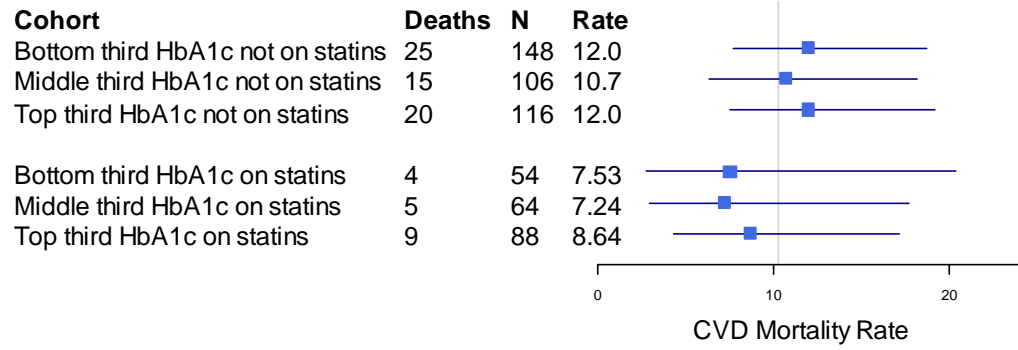 Cohort Deaths N Rate
Bottom third HbA1c not on statins 25 148 12.0
Middle third HbA1c not on statins 15 106 10.7
Top third HbA1c not on statins 20 116 12.0
Bottom third HbA1c on statins 4 54 7.53
Middle third HbA1c on statins 5 64 7.24
Top third HbA1c on statins 9 88 8.64
0 10 20
CVD Mortality Rate